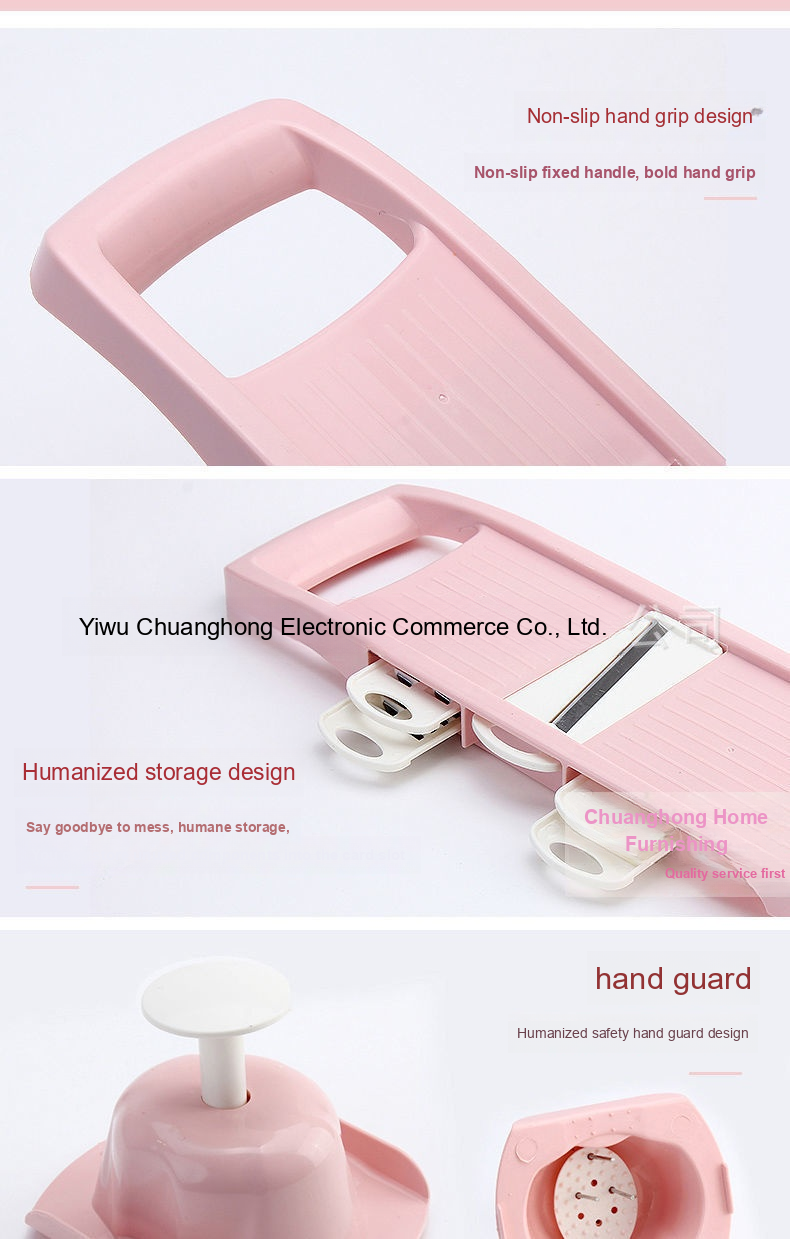 Non-slip hand grip design
Non-slip fixed handle, bold hand grip
Yiwu Chuanghong Electronic Commerce Co., Ltd.
公司
Humanized storage design
Say goodbye to mess, humane storage,
Chuanghong Home
Furnishing
Quality service first
hand guard
Humanized safety hand guard design